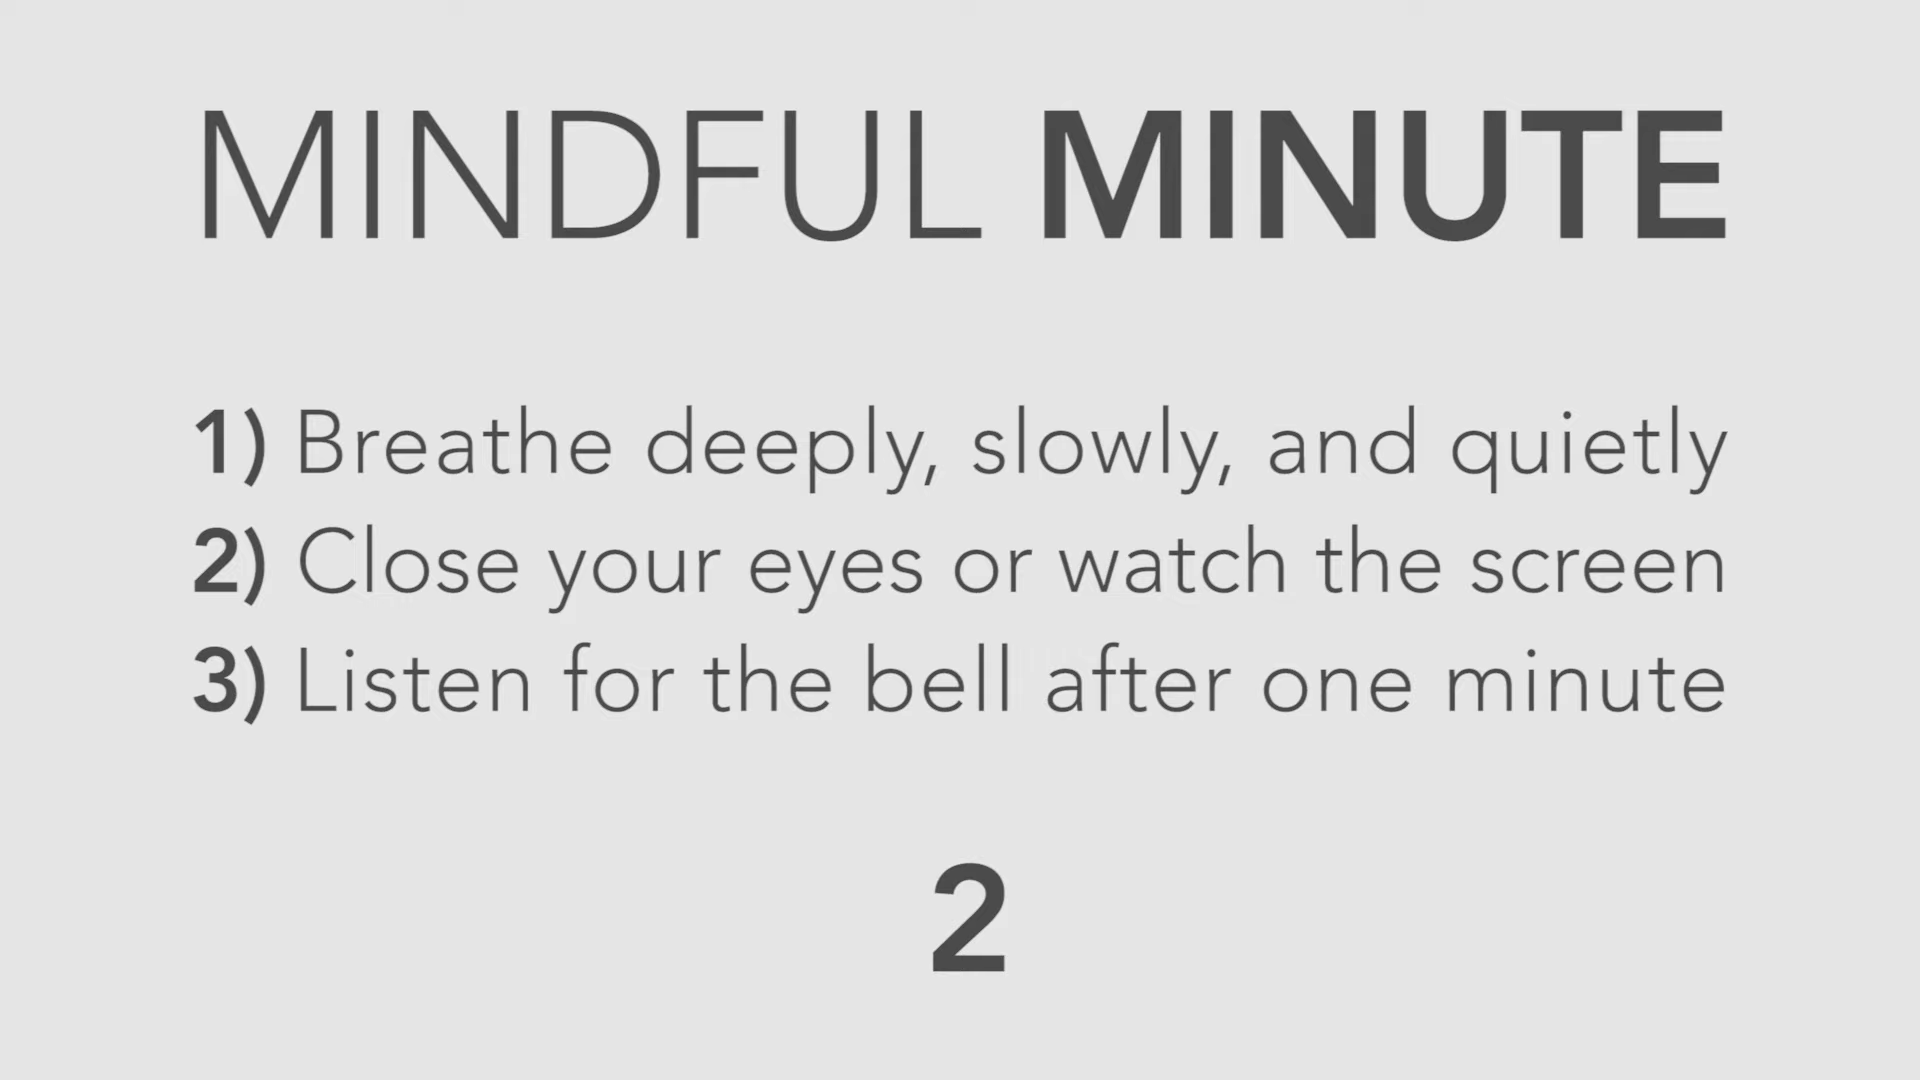 MINDFUL MINUTE
1) Breathe deeply, slowly, and quietly
2) Close your eyes or watch the screen
3) Listen for the bell after one minute
2